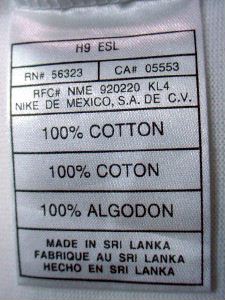 H9 ESL
RN# 56323 CA# 05553
RFC# NME 920220 KL4
NIKE DE MEXICO, S.A. DE C.V.
100% COTTON
100% COTON
100% ALGODON
MADE IN SRI LANKA
FABRIQUE AU SRI LANKA
HECHO EN SRI LANKA